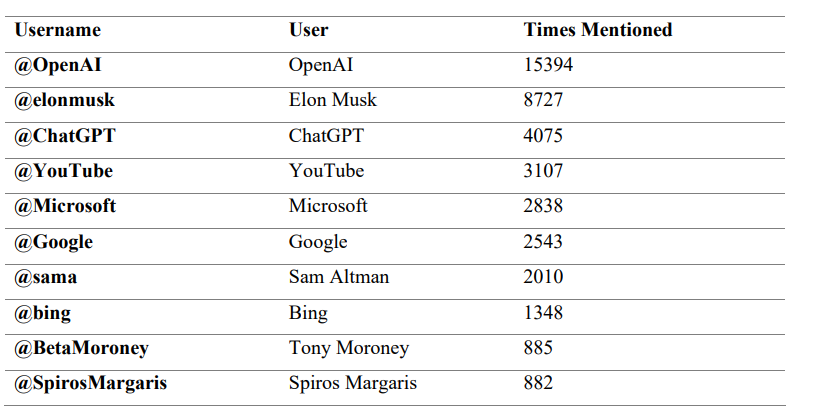 Username User Times Mentioned
@OpenAI OpenAI 15394
@elonmusk Elon Musk 8727
@ChatGPT ChatGPT 4075
@YouTube YouTube 3107
@Microsoft Microsoft 2838
@Google Google 2543
@sama Sam Altman 2010
@bing Bing 1348
@BetaMoroney Tony Moroney 885
@SpirosMargaris Spiros Margaris 882